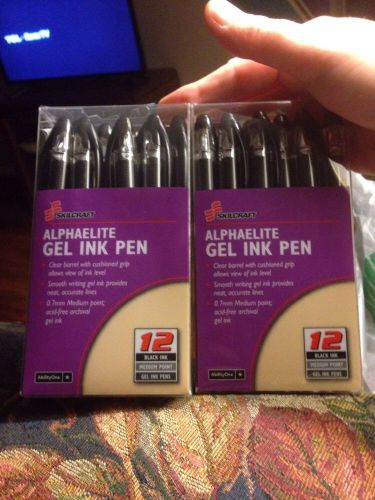 SKILCRAFT
ALPHAELITE
GEL INK PEN
• Clear barrel with cushioned grip
allows view of ink level
• Smooth writing gel ink provides
neat, accurate lines
• 0.7mm Medium point;
acid-free archival
gel ink
12
BLACK INK
MEDIUM POINT
GEL INK PENS
AbilityOne
SKILCRAFT
ALPHAELITE
GEL INK PEN
• Clear barrel with cushioned grip
allows view of ink level
• Smooth writing gel ink provides
neat, accurate lines
• 0.7mm Medium point;
acid-free archival
gel ink
12
BLACK INK
MEDIUM POINT
GEL INK PENS
AbilityOne